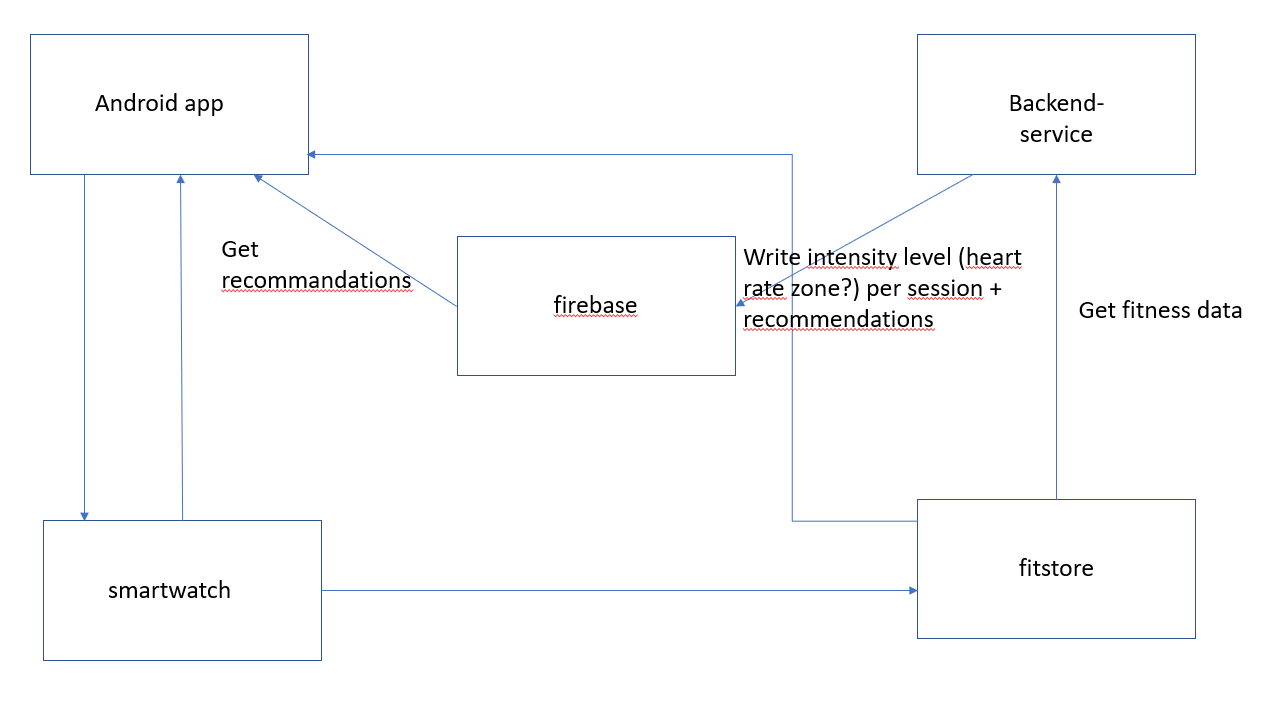 Android app
Backend-
service
Get
recommandations
firebase
Write intensity level (heart
rate zone?) per session +
recommendations
Get fitness data
smartwatch
fitstore